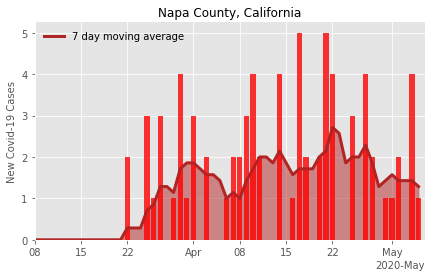 Napa County, California
7 day moving average
New Covid-19 Cases
5
4
3
2
1
0
08 15 22 Apr 08 15 22 May
2020-May